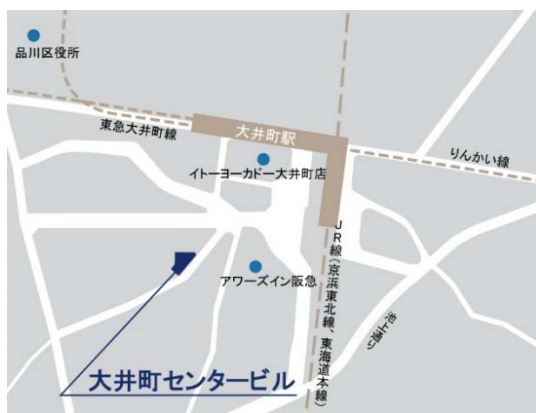 品川区役所
東急大井町線
大井町駅
りんかい線
イトーヨーカドー大井町店
アワーズイン阪急
JR線(京浜東北線、東海道本線)
池上通り
大井町センタービル